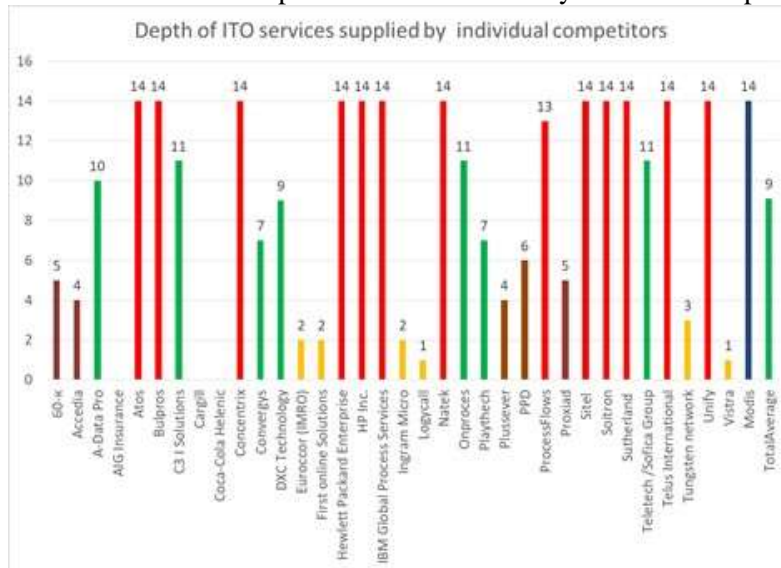 Depth of ITO services supplied by individual competitors
16
14
12
10
8
6
4
2
0
5
4
10
14
14
11
14
7
9
2
2
14
14
14
2
1
14
11
7
4
6
13
5
14
14
14
11
14
3
14
1
14
9
60-к
Accedia
A-Data Pro
AIG Insurance
Atos
Bulpros
C3 I Solutions
Cargill
Coca-Cola Helenic
Concentrix
Convergys
DXC Technology
Euroccor (IMRO)
First online Solutions
Hewlett Packard Enterprise
HP Inc.
IBM Global Process Services
Ingram Micro
Logycall
Natek
Onproces
Playthech
Plussever
PPD
ProcessFlows
Proxiad
Sitel
Soltron
Sutherland
Teletech /Sofica Group
Telus International
Tungsten network
Unify
Vistra
Modis
TotalAverage